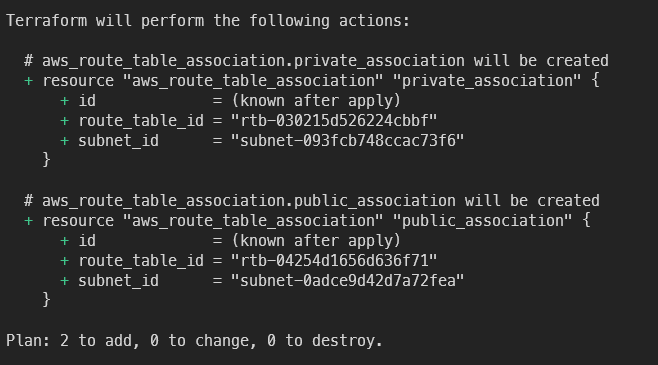 Terraform will perform the following actions:
# aws_route_table_association.private_association will be created
+ resource "aws_route_table_association" "private_association" {
+ id = (known after apply)
+ route_table_id = "rtb-030215d526224cbbf"
+ subnet_id = "subnet-093fcb748ccac73f6"
}
# aws_route_table_association.public_association will be created
+ resource "aws_route_table_association" "public_association" {
+ id = (known after apply)
+ route_table_id = "rtb-04254d1656d636f71"
+ subnet_id = "subnet-0adce9d42d7a72fea"
}
Plan: 2 to add, 0 to change, 0 to destroy.